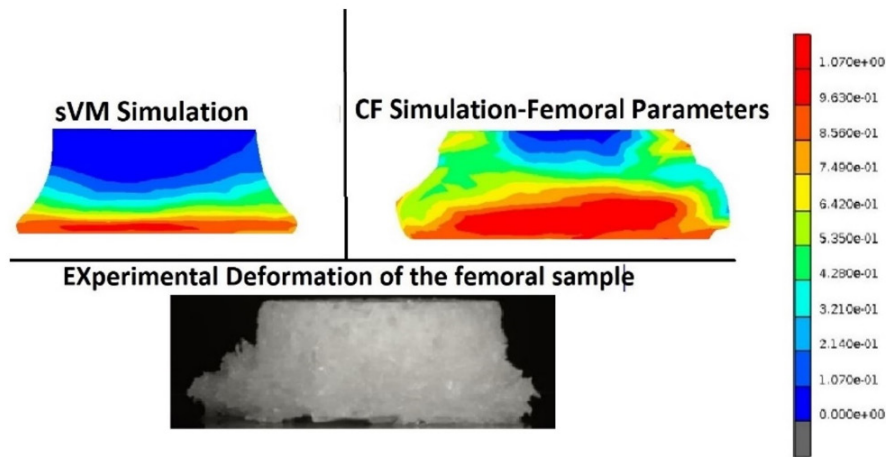 sVM Simulation
CF Simulation-Femoral Parameters
EXperimental Deformation of the femoral sample
1.070e+00
9.630e-01
8.560e-01
7.490e-01
6.420e-01
5.350e-01
4.280e-01
3.210e-01
2.140e-01
1.070e-01
0.000e+00